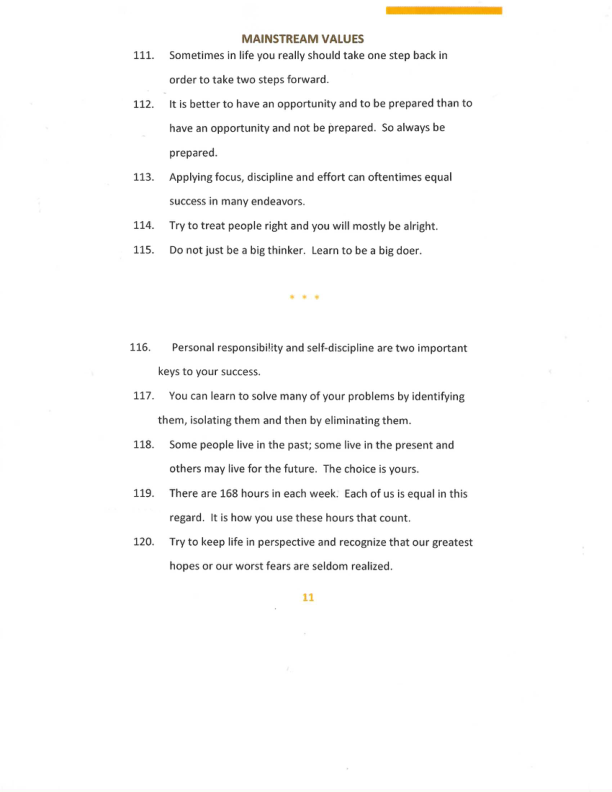 MAINSTREAM VALUES
111. Sometimes in life you really should take one step back in
order to take two steps forward.
112. It is better to have an opportunity and to be prepared than to
have an opportunity and not be prepared. So always be
prepared.
113. Applying focus, discipline and effort can oftentimes equal
success in many endeavors.
114. Try to treat people right and you will mostly be alright.
115. Do not just be a big thinker. Learn to be a big doer.
* * *
116. Personal responsibility and self-discipline are two important
keys to your success.
117. You can learn to solve many of your problems by identifying
them, isolating them and then by eliminating them.
118. Some people live in the past; some live in the present and
others may live for the future. The choice is yours.
119. There are 168 hours in each week. Each of us is equal in this
regard. It is how you use these hours that count.
120. Try to keep life in perspective and recognize that our greatest
hopes or our worst fears are seldom realized.
11